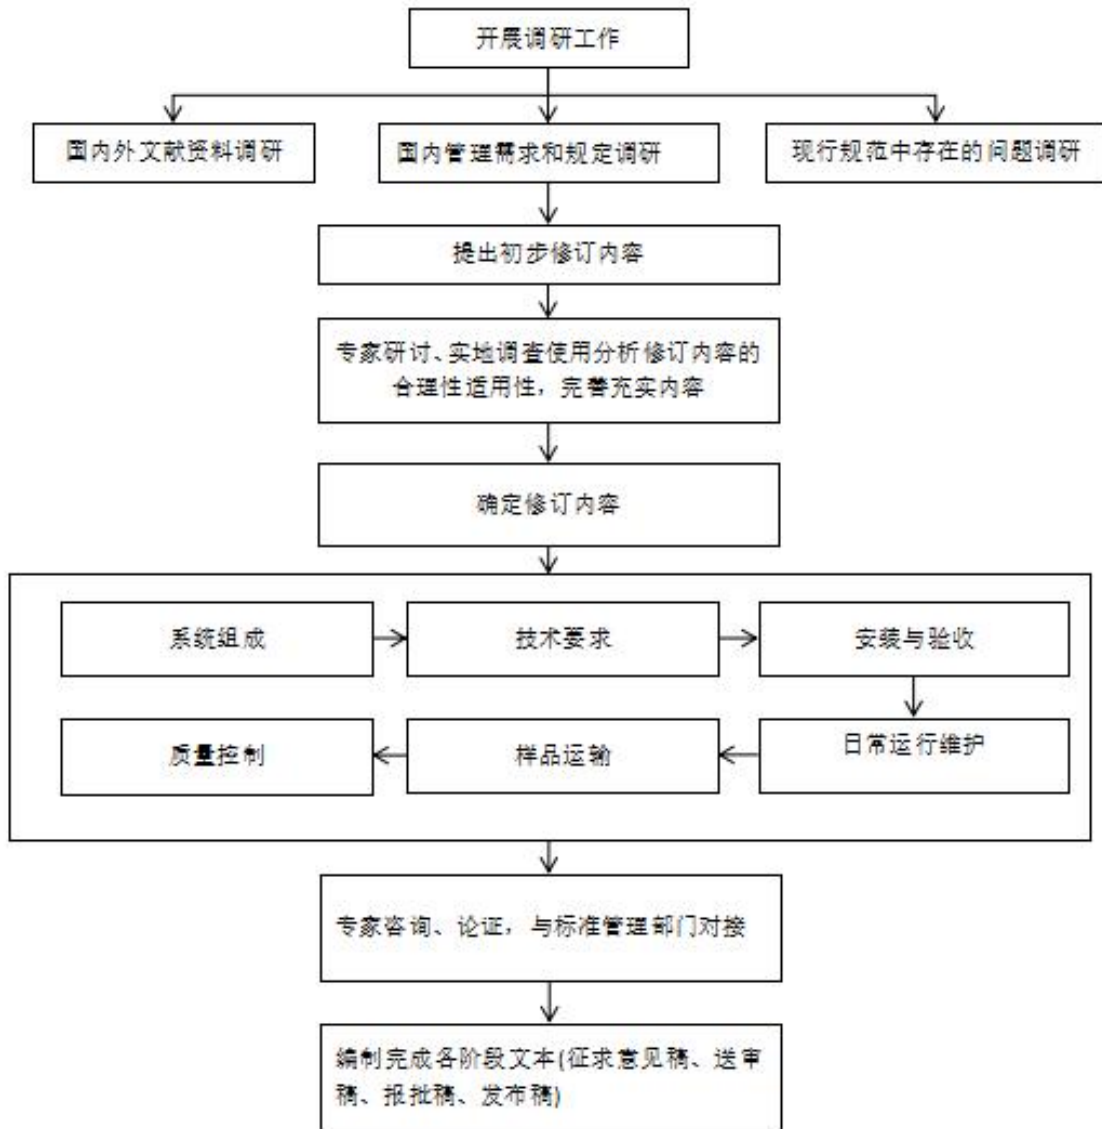 开展调研工作
国内外文献资料调研
国内管理需求和规定调研
现行规范中存在的问题调研
提出初步修订内容
专家研讨、实地调查使用分析修订内容的
合理性适用性，完善充实内容
确定修订内容
系统组成
技术要求
安装与验收
质量控制
样品运输
日常运行维护
专家咨询、论证，与标准管理部门对接
编制完成各阶段文本(征求意见稿、送审
稿、报批稿、发布稿)